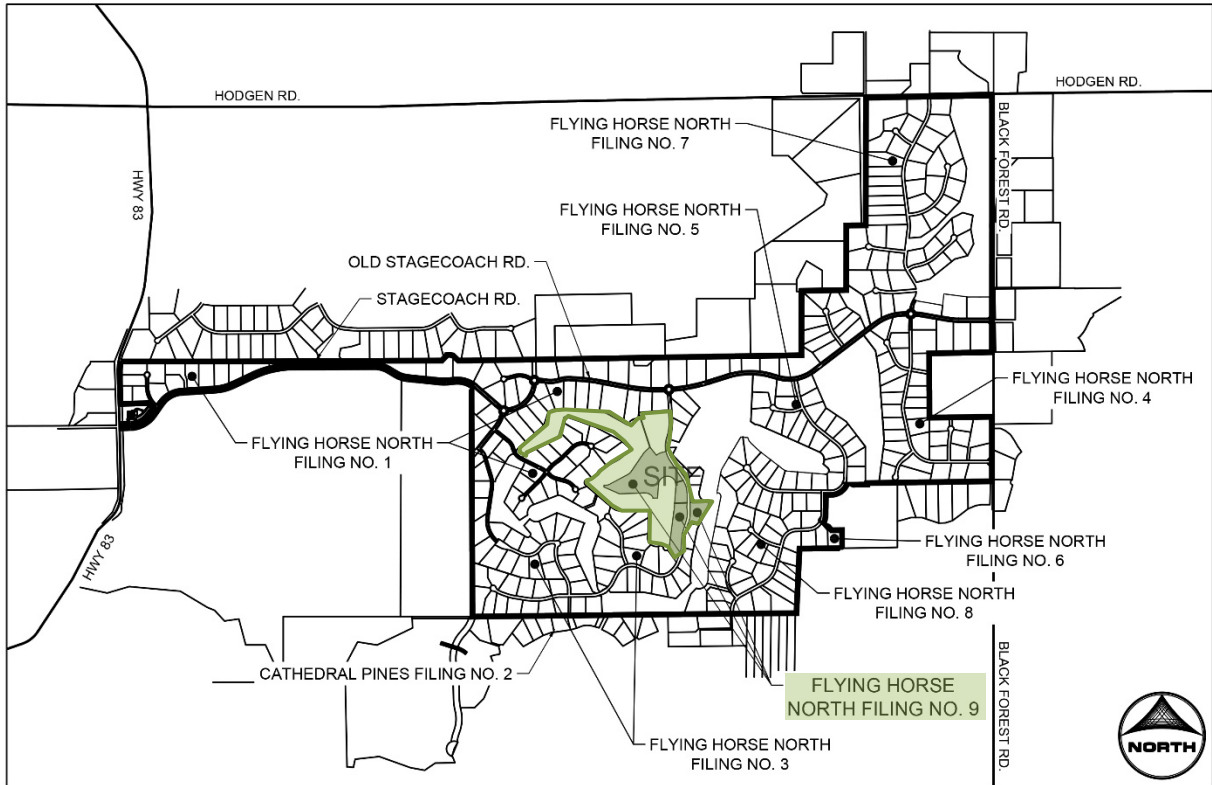 HODGEN RD.
HODGEN RD.
FLYING HORSE NORTH
FILING NO. 7
BLACK FOREST RD.
HWY 83
FLYING HORSE NORTH
FILING NO. 5
OLD STAGECOACH RD.
STAGECOACH RD.
FLYING HORSE NORTH
FILING NO. 4
FLYING HORSE NORTH
FILING NO. 1
SITE
HWY 83
FLYING HORSE NORTH
FILING NO. 6
FLYING HORSE NORTH
FILING NO. 8
CATHEDRAL PINES FILING NO. 2
FLYING HORSE
NORTH FILING NO. 9
BLACK FOREST RD.
FLYING HORSE NORTH
FILING NO. 3
NORTH